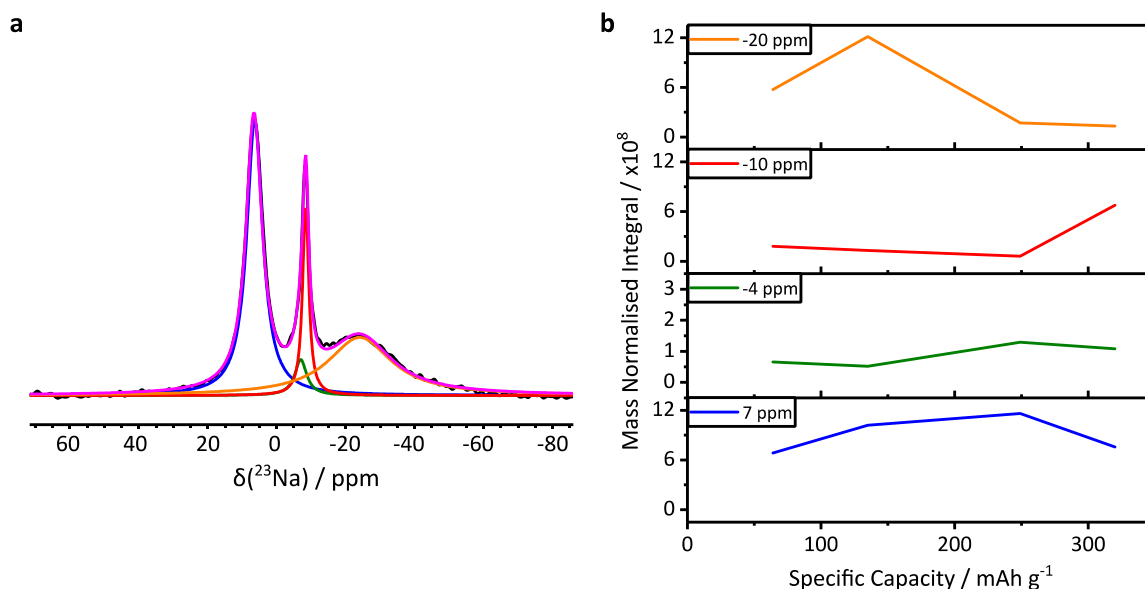 a
60 40 20 0 -20 -40 -60 -80
δ(²³Na) / ppm
b
Mass Normalised Integral / x10⁸
-20 ppm
12
6
0
-10 ppm
12
6
0
-4 ppm
3
2
1
0
7 ppm
12
6
0
0 100 200 300
Specific Capacity / mAh g⁻¹